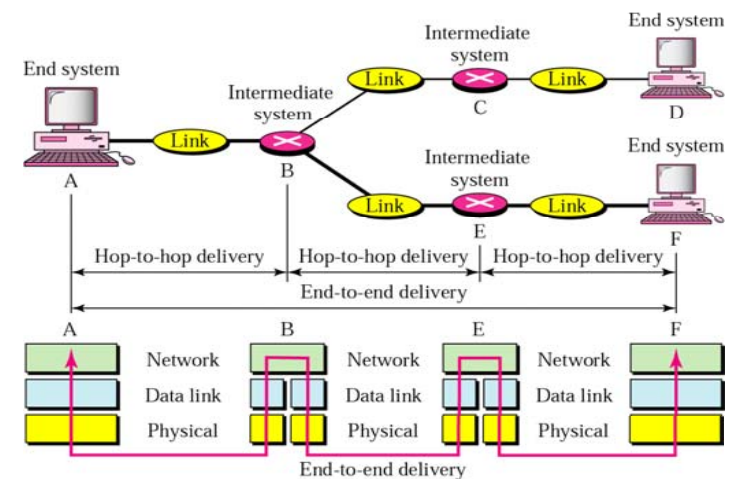 End system
Intermediate
system
Link
C
Link
End system
D
End system
A
Link
Intermediate
system
B
Intermediate
system
Link
E
Link
End system
F
Hop-to-hop delivery
Hop-to-hop delivery
Hop-to-hop delivery
End-to-end delivery
A
B
E
F
Network
Network
Network
Data link
Data link
Data link
Physical
Physical
Physical
End-to-end delivery